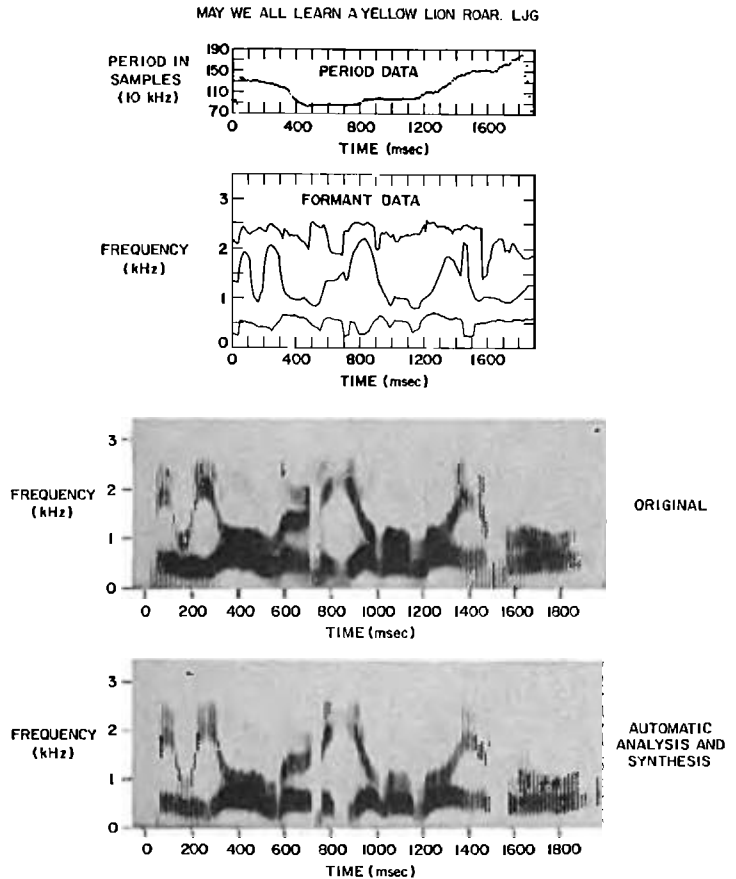 MAY WE ALL LEARN A YELLOW LION ROAR. LJG
PERIOD IN
SAMPLES
(10 kHz)
190
150
110
70
PERIOD DATA
0 400 800 1200 1600
TIME (msec)
FREQUENCY
(kHz)
3
2
1
0
FORMANT DATA
0 400 800 1200 1600
TIME (msec)
FREQUENCY
(kHz)
3
2
1
0
ORIGINAL
0 200 400 600 800 1000 1200 1400 1600 1800
TIME (msec)
FREQUENCY
(kHz)
3
2
1
0
AUTOMATIC
ANALYSIS AND
SYNTHESIS
0 200 400 600 800 1000 1200 1400 1600 1800
TIME (msec)